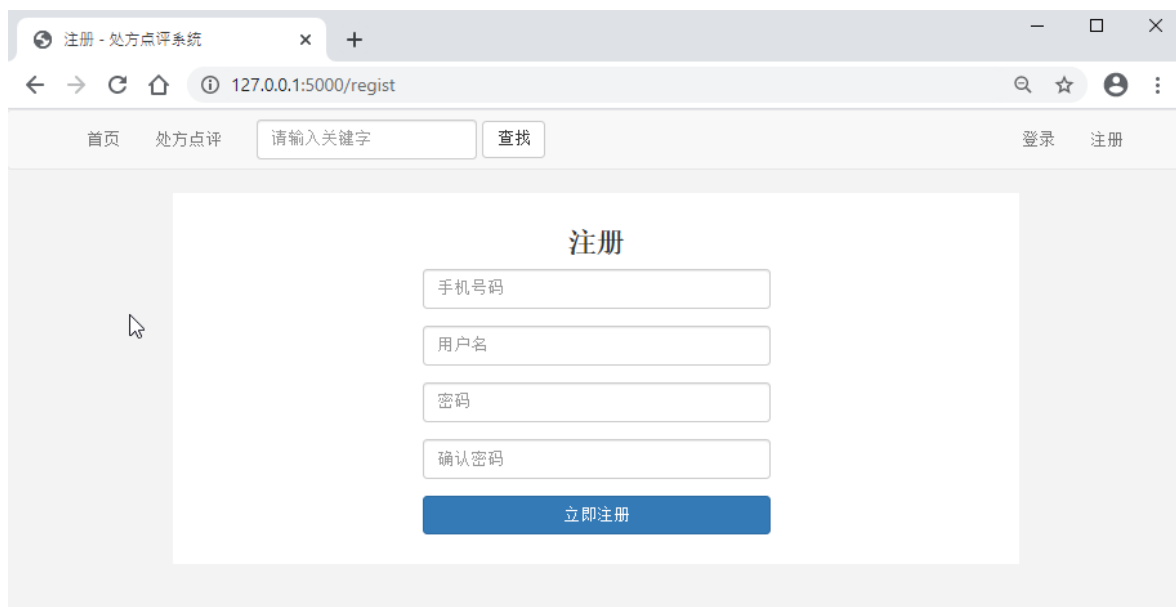 注册 - 处方点评系统
127.0.0.1:5000/regist
首页 处方点评 请输入关键字 查找 登录 注册
注册
手机号码
用户名
密码
确认密码
立即注册